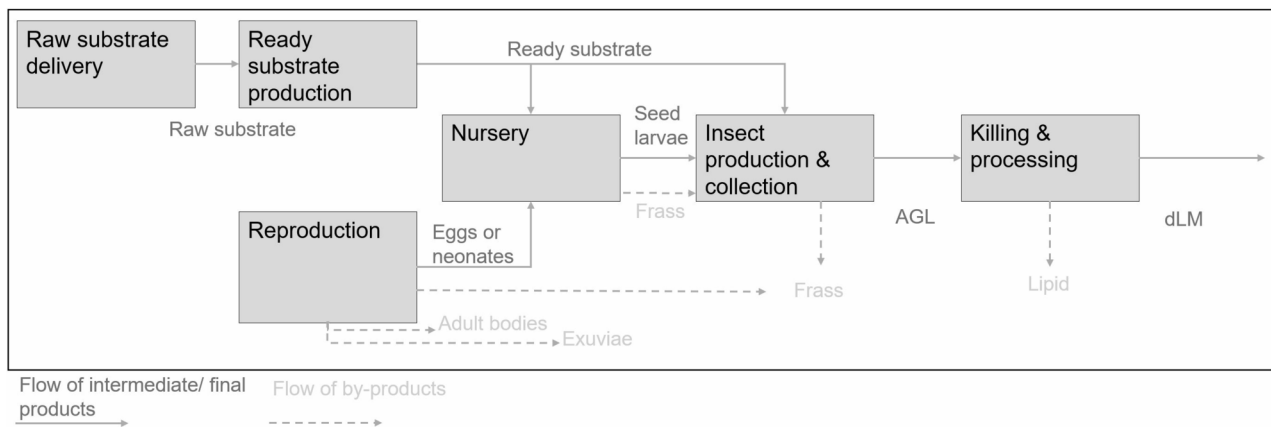 Raw substrate
delivery
Ready
substrate
production
Ready substrate
Raw substrate
Nursery
Seed
larvae
Insect
production &
collection
Killing &
processing
Frass
AGL
dLM
Reproduction
Eggs or
neonates
Frass
Lipid
Adult bodies
Exuviae
Flow of intermediate/ final
products
Flow of by-products